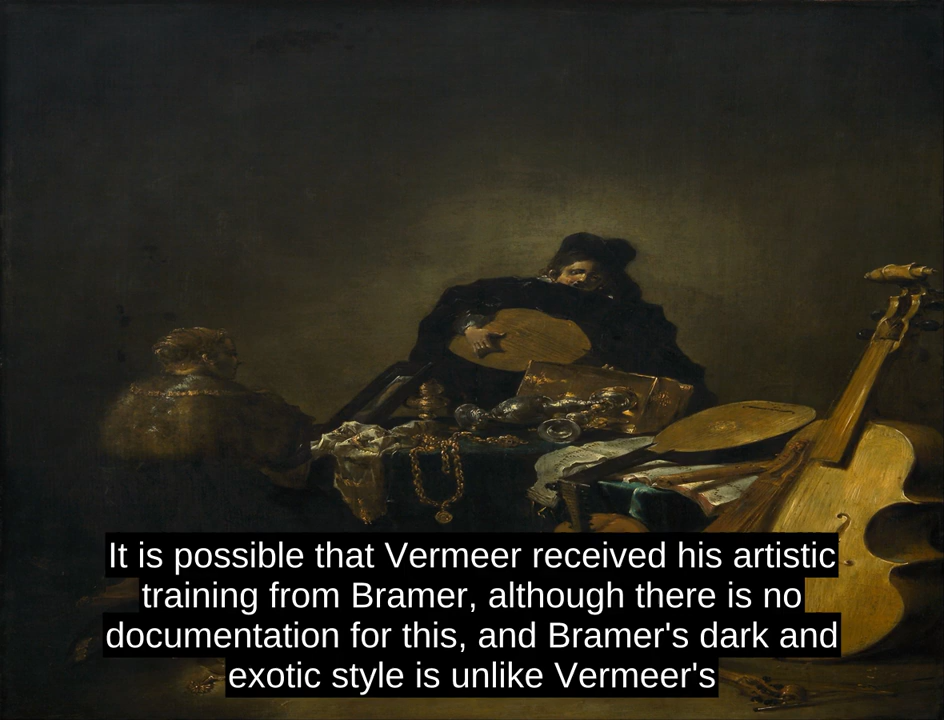 It is possible that Vermeer received his artistic
training from Bramer, although there is no
documentation for this, and Bramer's dark and
exotic style is unlike Vermeer's